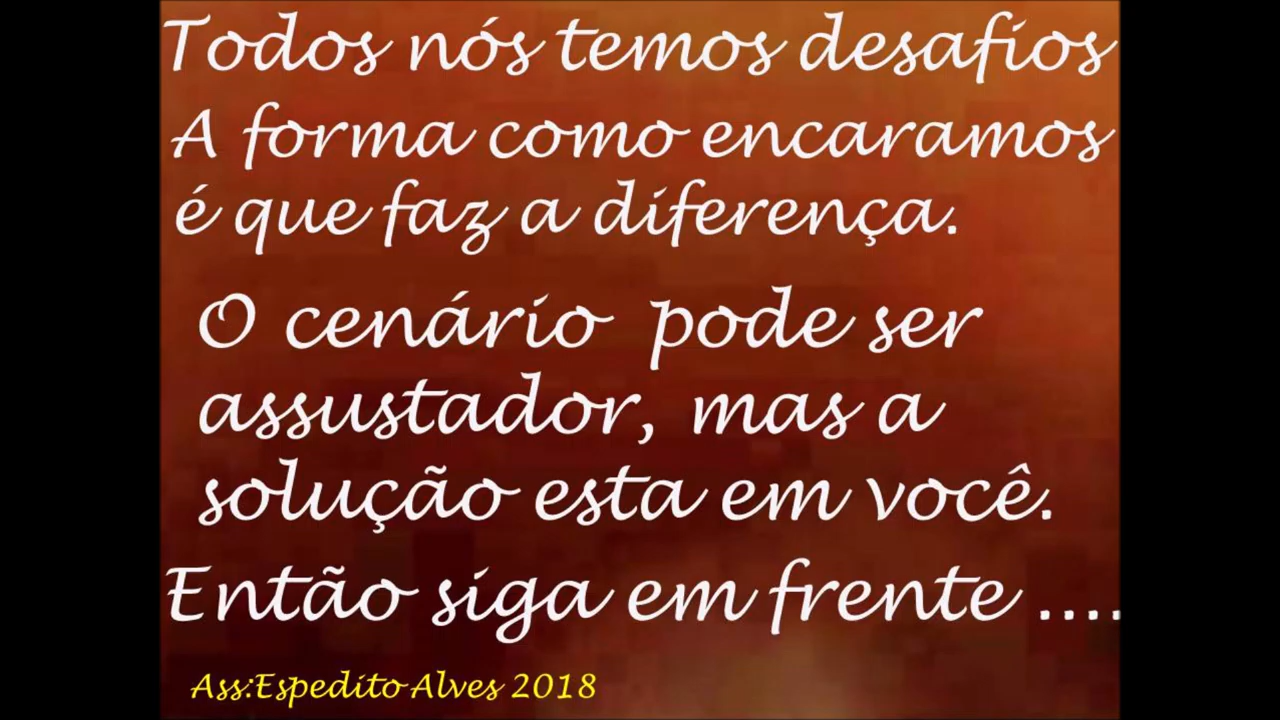 Todos nós temos desafios
A forma como encaramos
é que faz a diferença.
O cenário pode ser
assustador, mas a
solução esta em você.
Então siga em frente ....
Ass:Espedito Alves 2018